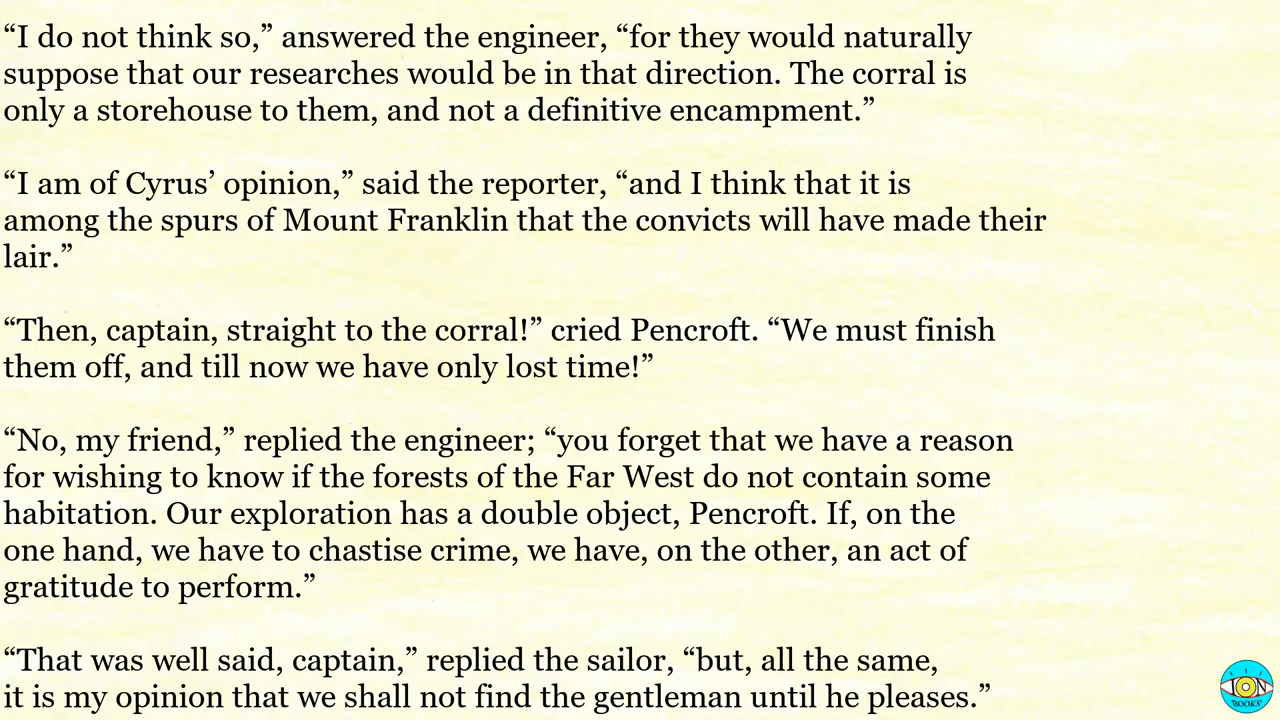 “I do not think so,” answered the engineer, “for they would naturally
suppose that our researches would be in that direction. The corral is
only a storehouse to them, and not a definitive encampment.”
“I am of Cyrus’ opinion,” said the reporter, “and I think that it is
among the spurs of Mount Franklin that the convicts will have made their
lair.”
“Then, captain, straight to the corral!” cried Pencroft. “We must finish
them off, and till now we have only lost time!”
“No, my friend,” replied the engineer; “you forget that we have a reason
for wishing to know if the forests of the Far West do not contain some
habitation. Our exploration has a double object, Pencroft. If, on the
one hand, we have to chastise crime, we have, on the other, an act of
gratitude to perform.”
“That was well said, captain,” replied the sailor, “but, all the same,
it is my opinion that we shall not find the gentleman until he pleases.”
ION
BOOKS